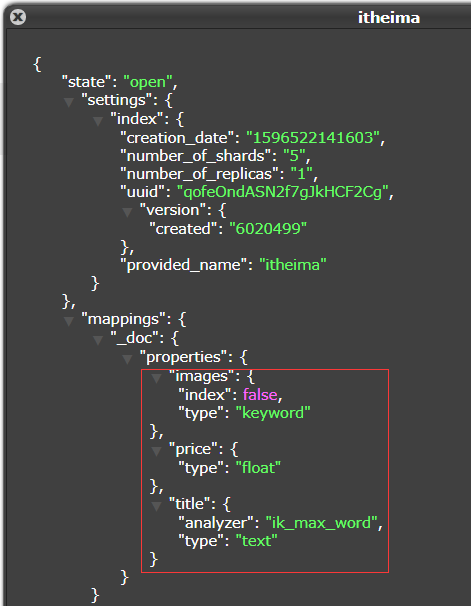 itheima
{
"state": "open",
"settings": {
"index": {
"creation_date": "1596522141603",
"number_of_shards": "5",
"number_of_replicas": "1",
"uuid": "qofeOndASN2f7gJkHCF2Cg",
"version": {
"created": "6020499"
},
"provided_name": "itheima"
}
},
"mappings": {
"_doc": {
"properties": {
"images": {
"index": false,
"type": "keyword"
},
"price": {
"type": "float"
},
"title": {
"analyzer": "ik_max_word",
"type": "text"
}
}
}